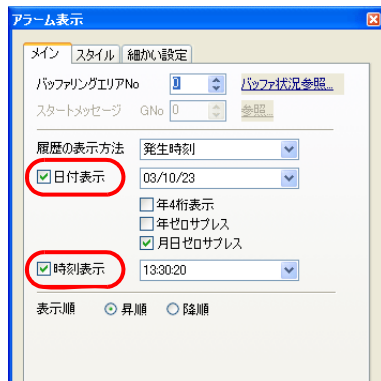 アラーム表示
メイン スタイル 細かい設定
バッファリングエリアNo 0 バッファ状況参照...
スタートメッセージ GNo 0 参照...
履歴の表示方法 発生時刻
日付表示 03/10/23
年4桁表示
年ゼロサプレス
月日ゼロサプレス
時刻表示 13:30:20
表示順 昇順 降順